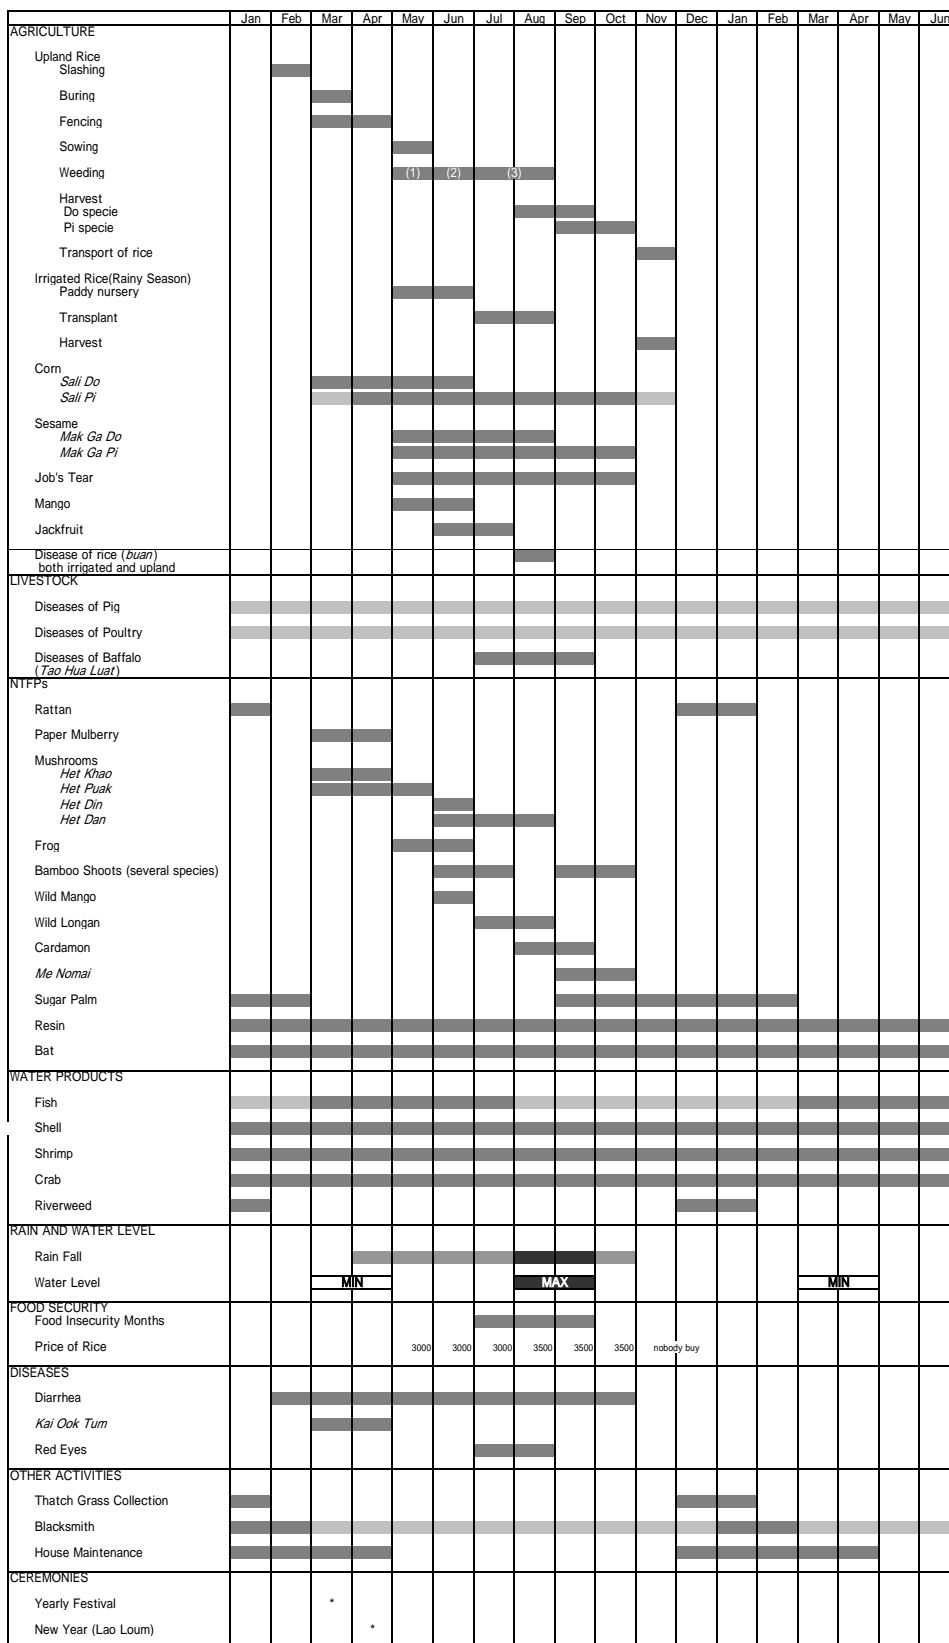 Jan Feb Mar Apr May Jun Jul Aug Sep Oct Nov Dec Jan Feb Mar Apr May Jun
AGRICULTURE
Upland Rice
Slashing
Buring
Fencing
Sowing
Weeding (1) (2) (3)
Harvest
Do specie
Pi specie
Transport of rice
Irrigated Rice(Rainy Season)
Paddy nursery
Transplant
Harvest
Corn
Sali Do
Sali Pi
Sesame
Mak Ga Do
Mak Ga Pi
Job's Tear
Mango
Jackfruit
Disease of rice (buan)
both irrigated and upland
LIVESTOCK
Diseases of Pig
Diseases of Poultry
Diseases of Baffalo
(Tao Hua Luat)
NTFPs
Rattan
Paper Mulberry
Mushrooms
Het Khao
Het Puak
Het Din
Het Dan
Frog
Bamboo Shoots (several species)
Wild Mango
Wild Longan
Cardamon
Me Nomai
Sugar Palm
Resin
Bat
WATER PRODUCTS
Fish
Shell
Shrimp
Crab
Riverweed
RAIN AND WATER LEVEL
Rain Fall
Water Level MIN MAX MIN
FOOD SECURITY
Food Insecurity Months
Price of Rice 3000 3000 3000 3500 3500 3500 nobody buy
DISEASES
Diarrhea
Kai Ook Tum
Red Eyes
OTHER ACTIVITIES
Thatch Grass Collection
Blacksmith
House Maintenance
CEREMONIES
Yearly Festival *
New Year (Lao Loum) *